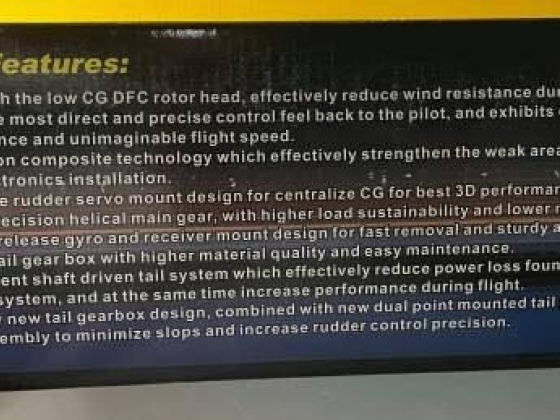 Features:
h the low CG DFC rotor head, effectively reduce wind resistance dur
e most direct and precise control feel back to the pilot, and exhibits
nce and unimaginable flight speed.
on composite technology which effectively strengthen the weak area
tronics installation.
e rudder servo mount design for centralize CG for best 3D performan
ecision helical main gear, with higher load sustainability and lower
release gyro and receiver mount design for fast removal and sturdy a
ail gear box with higher material quality and easy maintenance.
ent shaft driven tail system which effectively reduce power loss foun
system, and at the same time increase performance during flight.
new tail gearbox design, combined with new dual point mounted tail
embly to minimize slops and increase rudder control precision.